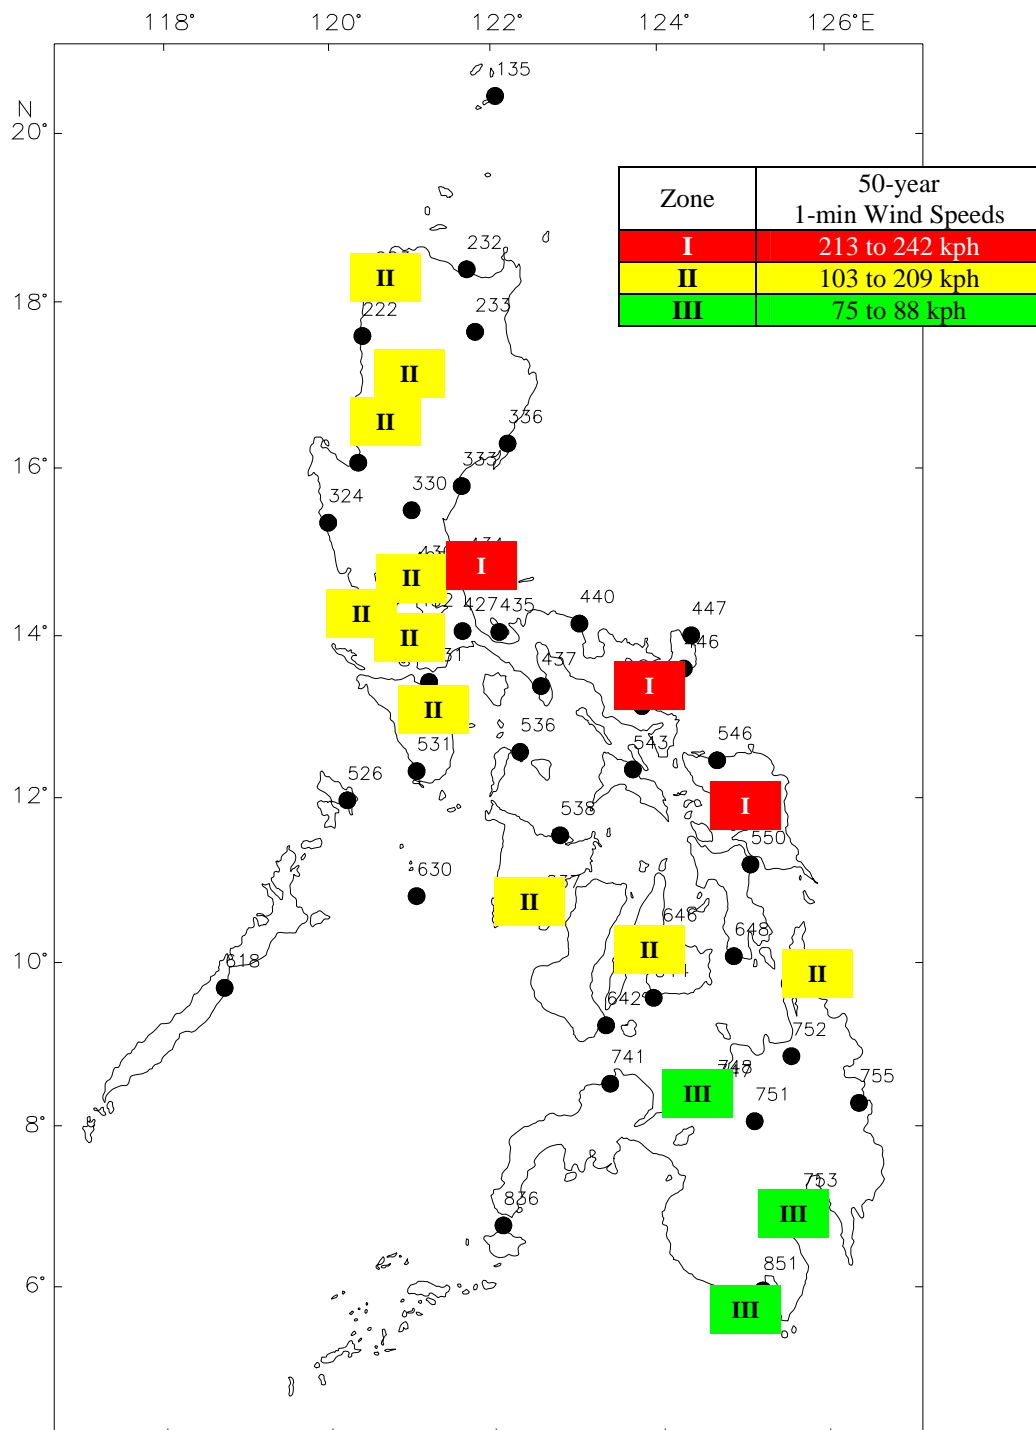 118° 120° 122° 124° 126°E
135
N
20°
Zone 50-year
1-min Wind Speeds
I 213 to 242 kph
II 103 to 209 kph
III 75 to 88 kph
232
II
18°
222 233
II
II
336
333
16°
330
324
I
II
II
427 435 440 447
14° II
437
I
II
536
531 543 546
526
12° I
538
550
630
II
646
648
II
10° II
618
642
752
741
755
III
751
8°
753
836
III
851
6°
III